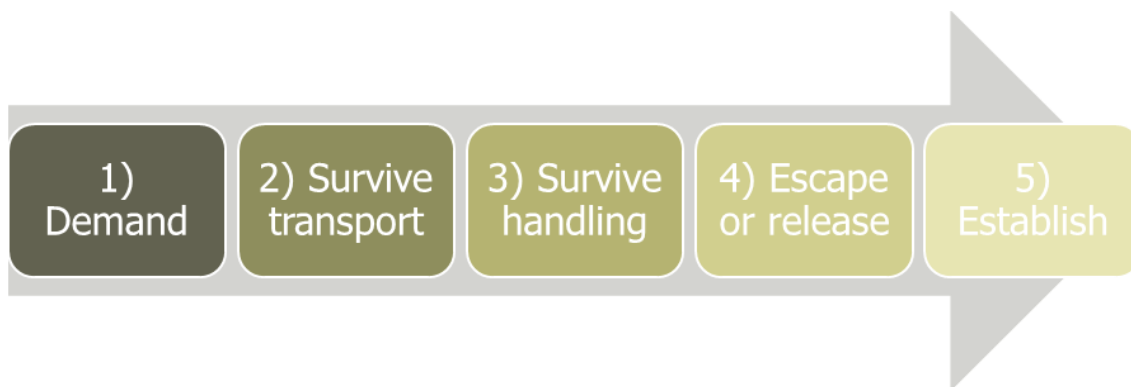 1)
Demand
2) Survive
transport
3) Survive
handling
4) Escape
or release
5)
Establish